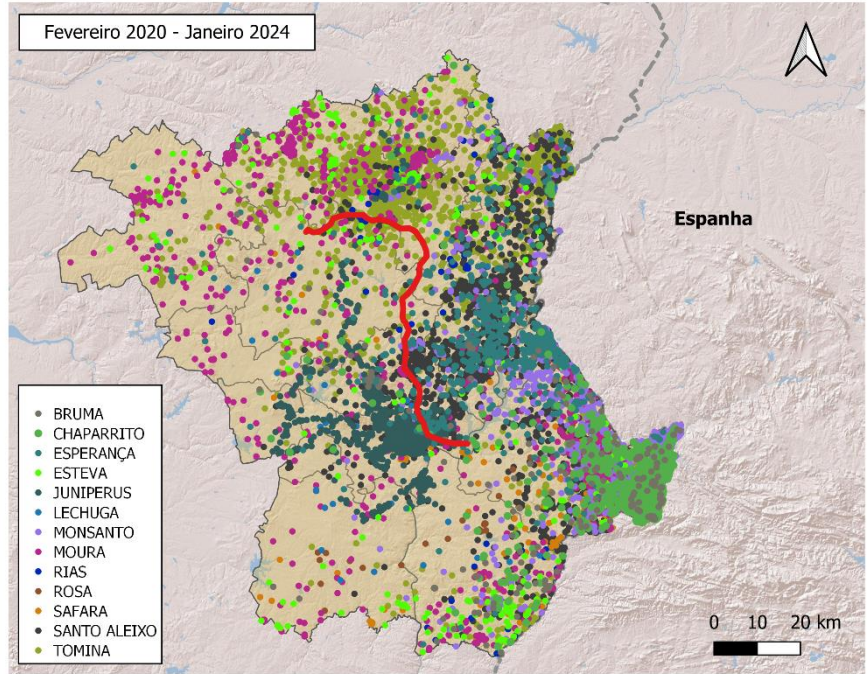 Fevereiro 2020 - Janeiro 2024
Espanha
BRUMA
CHAPARRITO
ESPERANÇA
ESTEVA
JUNIPERUS
LECHUGA
MONSANTO
MOURA
RIAS
ROSA
SAFARA
SANTO ALEIXO
TOMINA
0 10 20 km